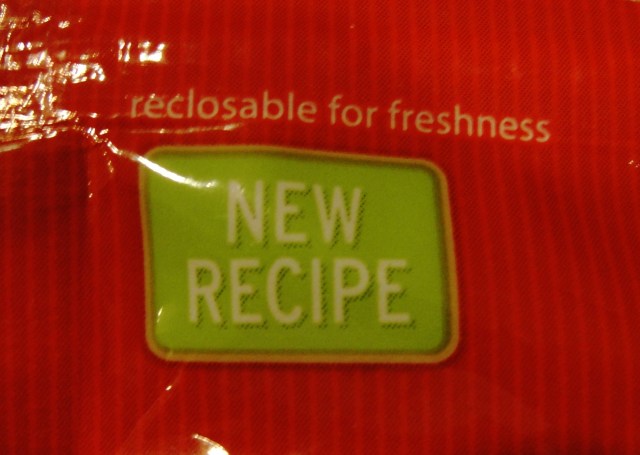 reclosable for freshness
NEW
RECIPE